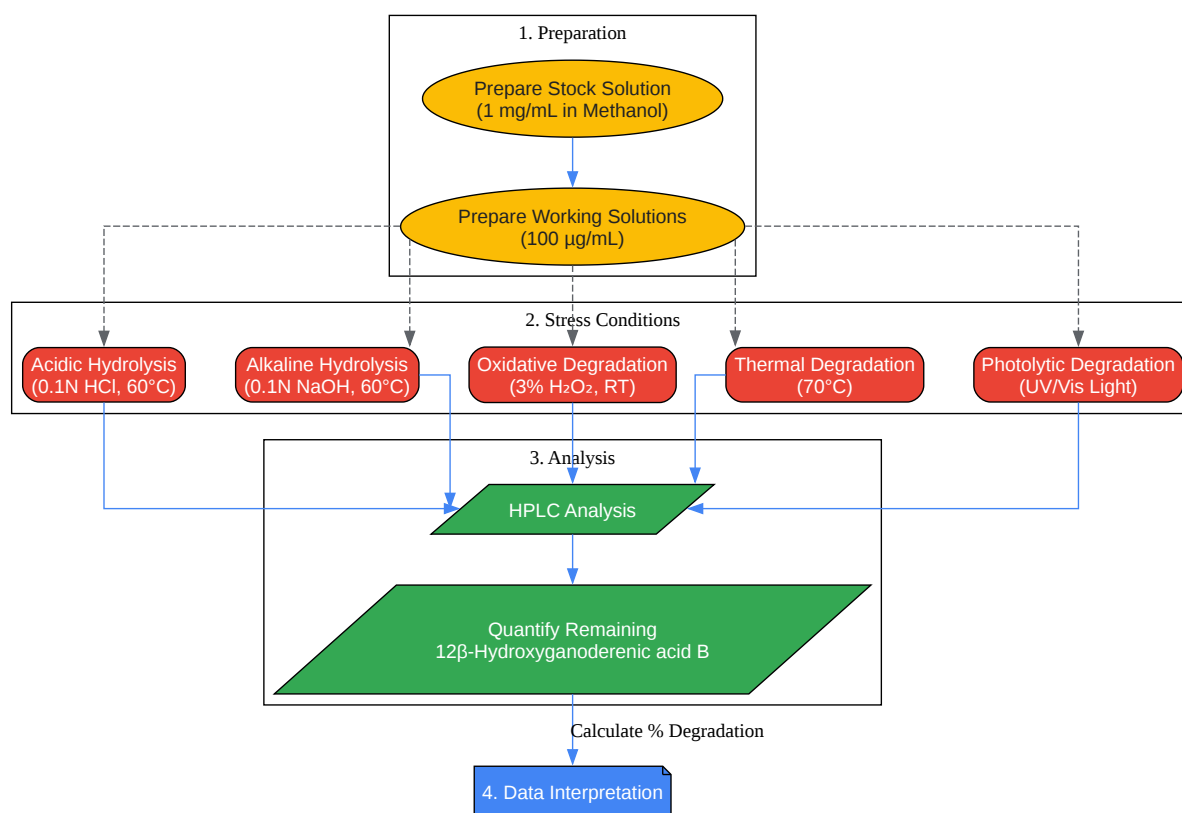 1. Preparation
Prepare Stock Solution
(1 mg/mL in Methanol)
Prepare Working Solutions
(100 µg/mL)
2. Stress Conditions
Acidic Hydrolysis
(0.1N HCl, 60°C)
Alkaline Hydrolysis
(0.1N NaOH, 60°C)
Oxidative Degradation
(3% H₂O₂, RT)
Thermal Degradation
(70°C)
Photolytic Degradation
(UV/Vis Light)
3. Analysis
HPLC Analysis
Quantify Remaining
12β-Hydroxyganoderenic acid B
Calculate % Degradation
4. Data Interpretation